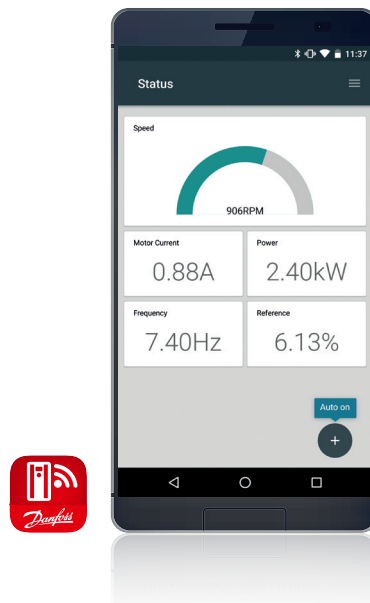 11:37
Status
Speed
906RPM
Motor Current
0.88A
Power
2.40kW
Frequency
7.40Hz
Reference
6.13%
Auto on
+
Danfoss